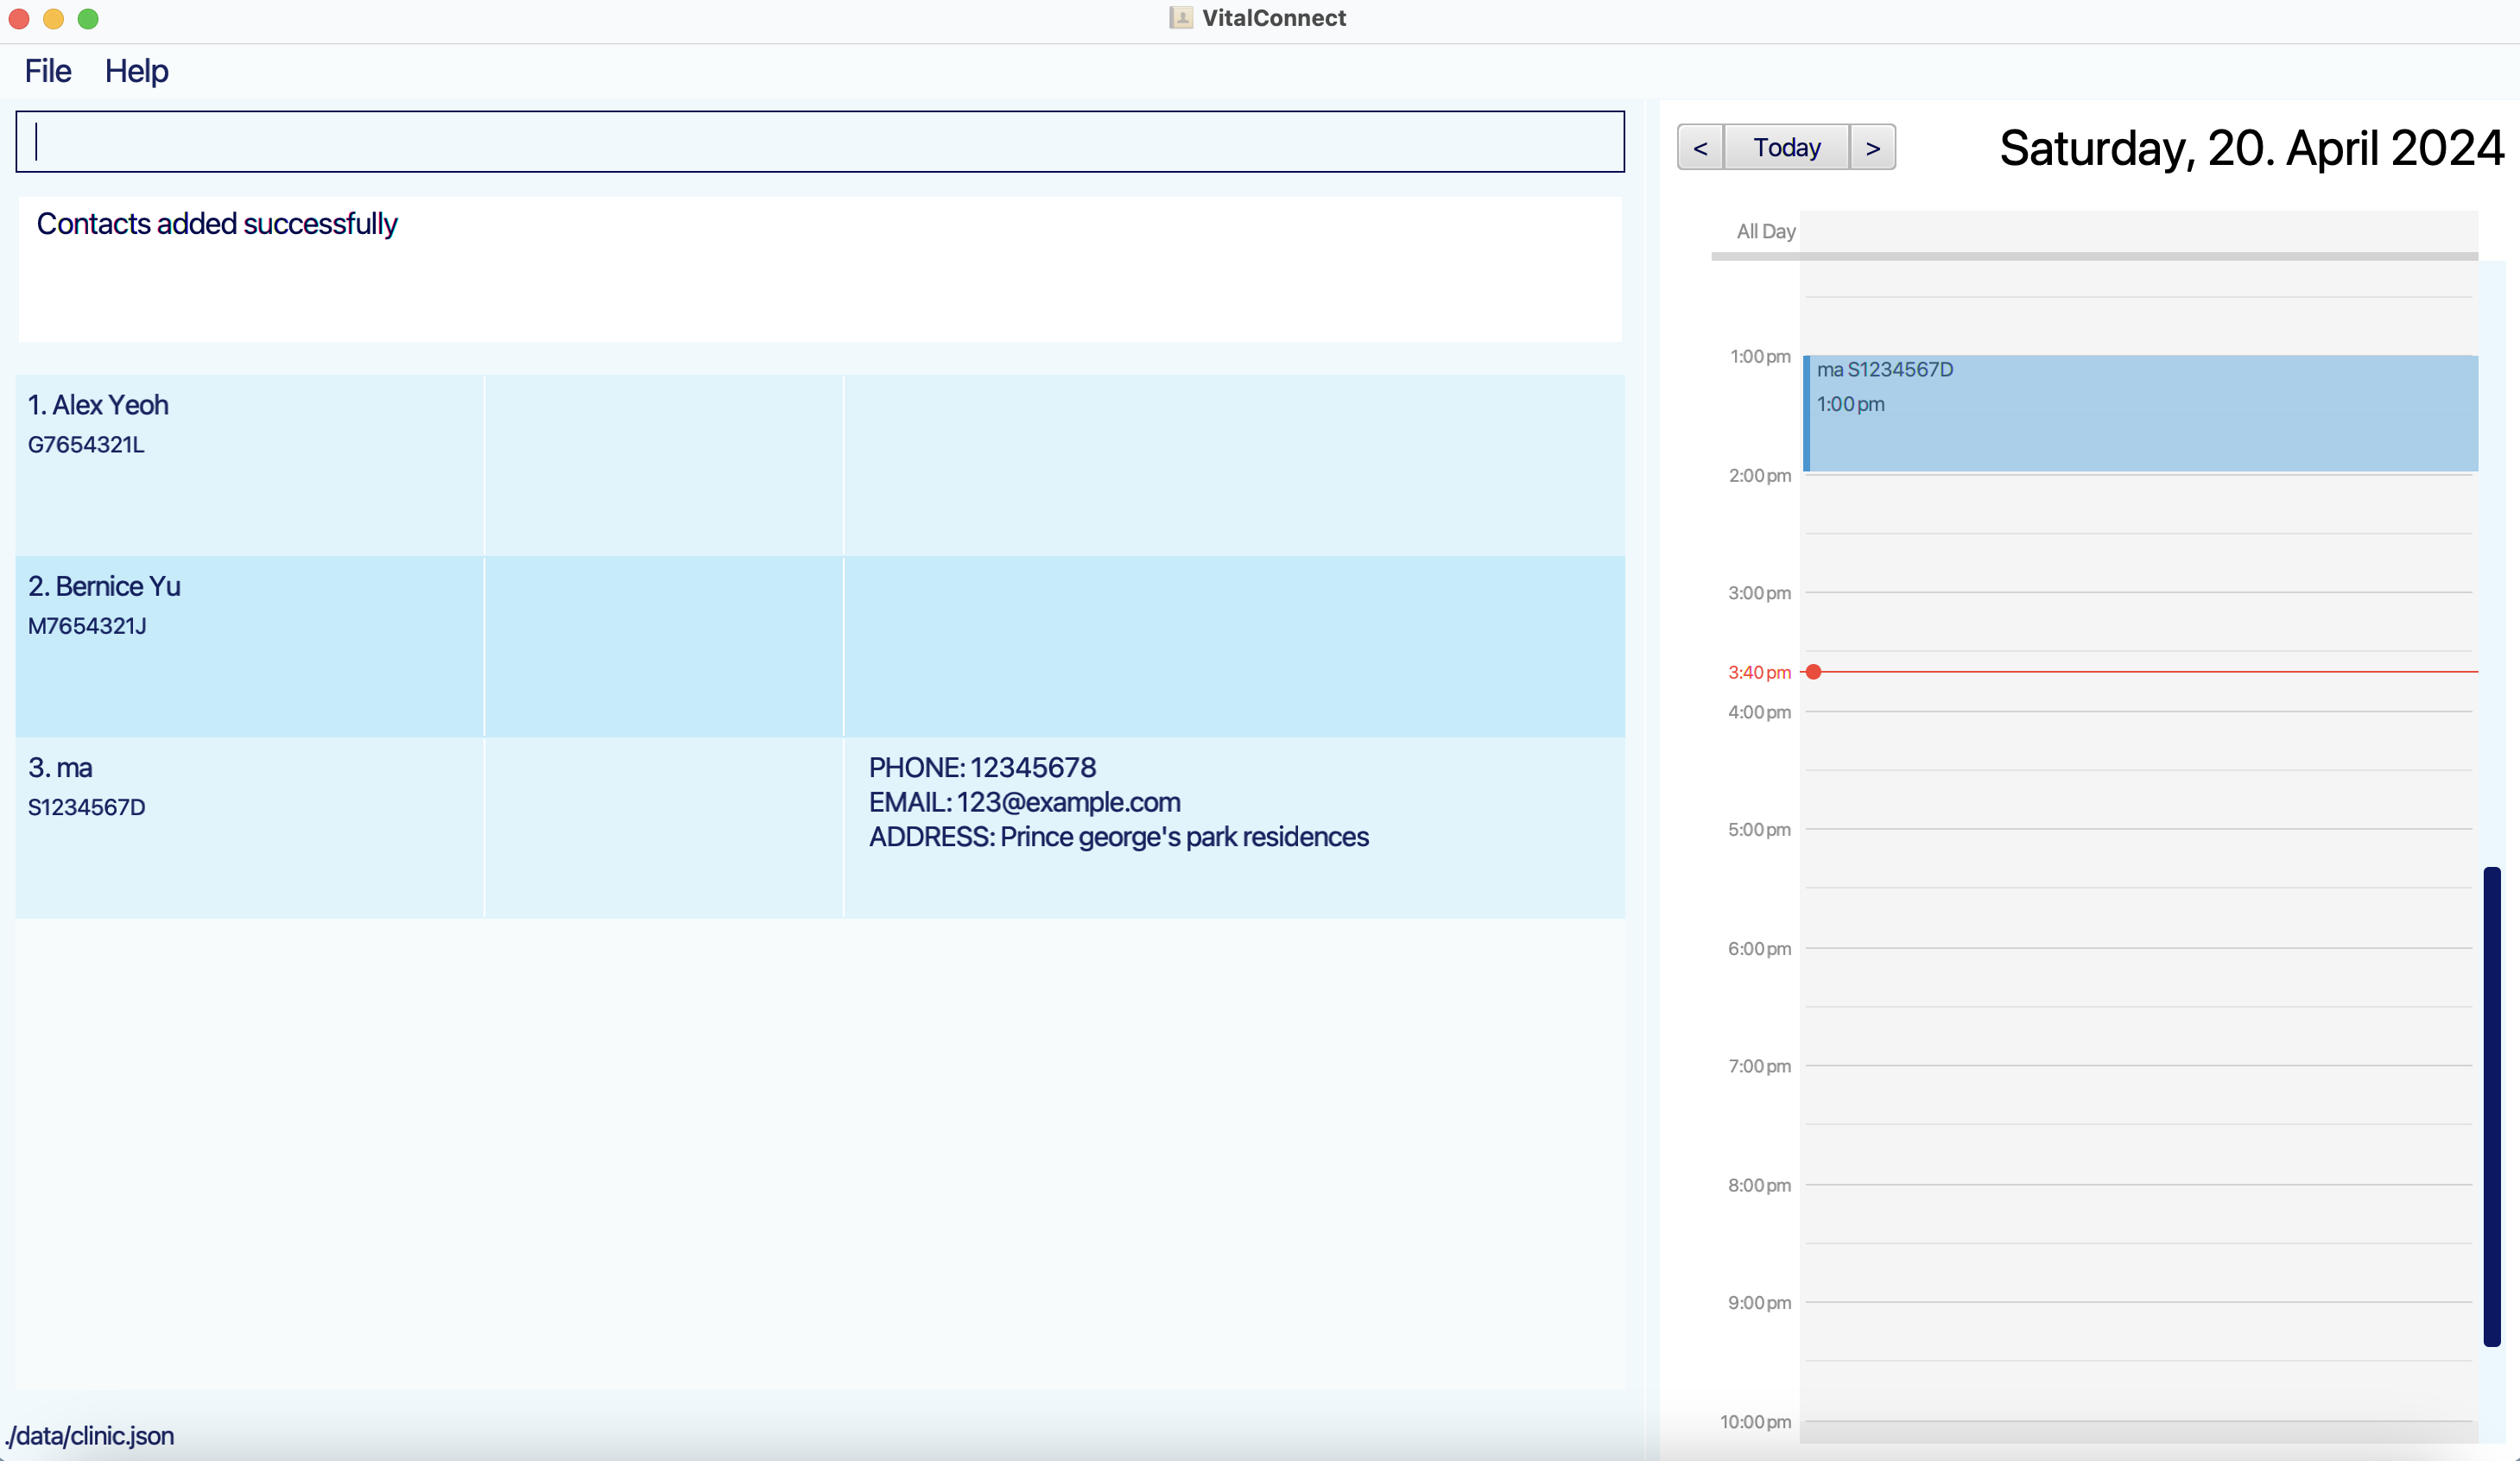 VitalConnect
File Help
Contacts added successfully
1. Alex Yeoh
G7654321L
2. Bernice Yu
M7654321J
3. ma
S1234567D
PHONE: 12345678
EMAIL: 123@example.com
ADDRESS: Prince george's park residences
./data/clinic.json
< Today >
Saturday, 20. April 2024
All Day
1:00 pm
ma S1234567D
1:00 pm
2:00 pm
3:00 pm
3:40 pm
4:00 pm
5:00 pm
6:00 pm
7:00 pm
8:00 pm
9:00 pm
10:00 pm